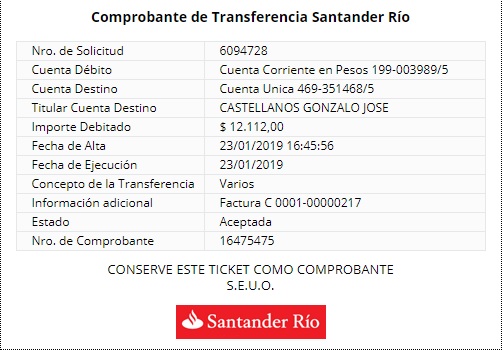 Comprobante de Transferencia Santander Río
Nro. de Solicitud 6094728
Cuenta Débito Cuenta Corriente en Pesos 199-003989/5
Cuenta Destino Cuenta Unica 469-351468/5
Titular Cuenta Destino CASTELLANOS GONZALO JOSE
Importe Debitado $ 12.112,00
Fecha de Alta 23/01/2019 16:45:56
Fecha de Ejecución 23/01/2019
Concepto de la Transferencia Varios
Información adicional Factura C 0001-00000217
Estado Aceptada
Nro. de Comprobante 16475475
CONSERVE ESTE TICKET COMO COMPROBANTE
S.E.U.O.
Santander Río